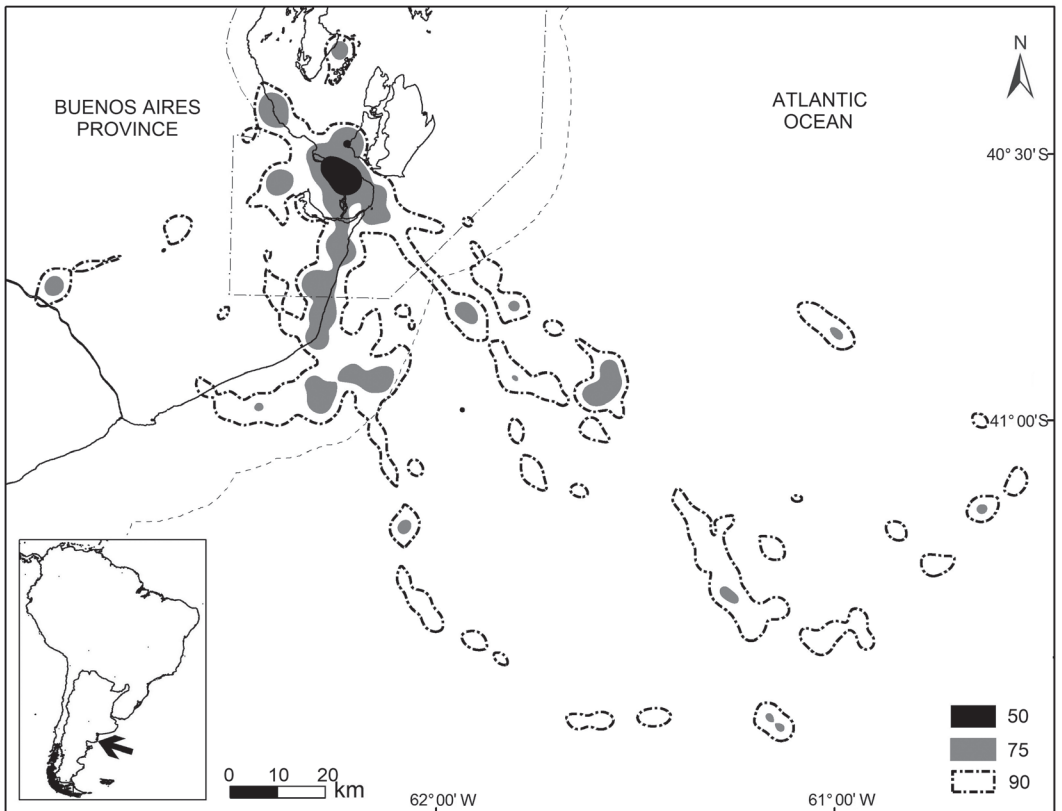 BUENOS AIRES
PROVINCE
ATLANTIC
OCEAN
N
40° 30' S
41° 00' S
50
75
90
0 10 20
km
62° 00' W
61° 00' W